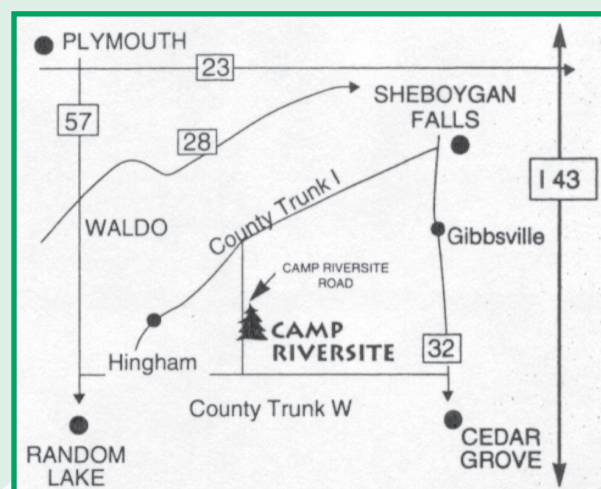 PLYMOUTH
23
57
SHEBOYGAN
FALLS
28
I 43
County Trunk I
WALDO
Gibbsville
CAMP RIVERSITE
ROAD
CAMP
RIVERSITE
32
Hingham
County Trunk W
RANDOM
LAKE
CEDAR
GROVE